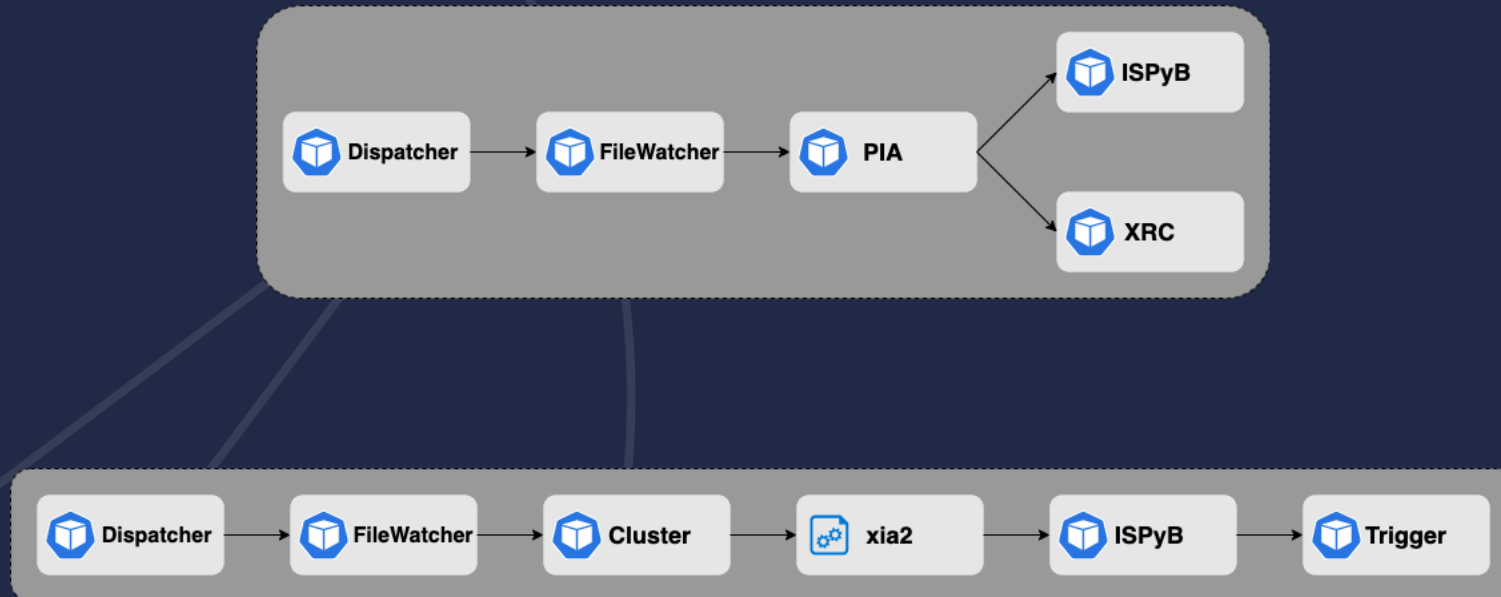 ISPyB
Dispatcher
FileWatcher
PIA
XRC
Dispatcher
FileWatcher
Cluster
xia2
ISPyB
Trigger